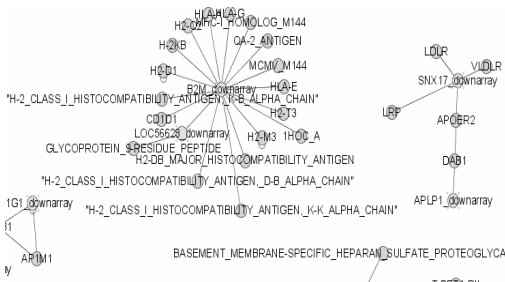 HLA-A HLA-G
H2-Q2 MHC-I_HOMOLOG_M144
H-2KB QA-2_ANTIGEN
LDLR
H2-D1 MCMV_M144
VLDLR
SNX17_downarray
B2M_downarray HLA-E
"H-2_CLASS_I_HISTOCOMPATIBILITY_ANTIGEN,_K-B_ALPHA_CHAIN"
H2-T3
LRP
CD1D1
APOER2
LOC56628_downarray
H2-M3 1HOC_A
GLYCOPROTEIN_9-RESIDUE_PEPTIDE
H2-DB_MAJOR_HISTOCOMPATIBILITY_ANTIGEN
DAB1
"H-2_CLASS_I_HISTOCOMPATIBILITY_ANTIGEN,_D-B_ALPHA_CHAIN"
1G1_downarray
APLP1_downarray
"H-2_CLASS_I_HISTOCOMPATIBILITY_ANTIGEN,_K-K_ALPHA_CHAIN"
BASEMENT_MEMBRANE-SPECIFIC_HEPARAN_SULFATE_PROTEOGLYCA
AP1M1